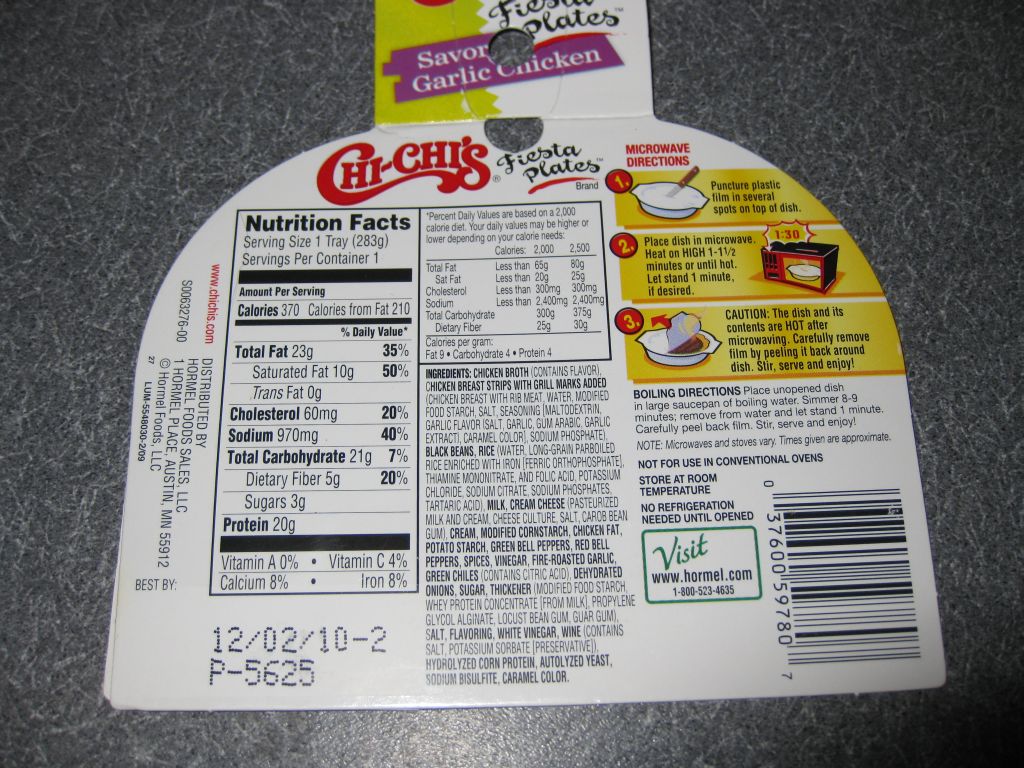 Fiesta
Plates™
Savor
Garlic Chicken
CHI-CHI'S®
Fiesta
Plates™
Brand
Nutrition Facts
Serving Size 1 Tray (283g)
Servings Per Container 1
Amount Per Serving
Calories 370 Calories from Fat 210
% Daily Value*
Total Fat 23g 35%
Saturated Fat 10g 50%
Trans Fat 0g
Cholesterol 60mg 20%
Sodium 970mg 40%
Total Carbohydrate 21g 7%
Dietary Fiber 5g 20%
Sugars 3g
Protein 20g
Vitamin A 0% • Vitamin C 4%
Calcium 8% • Iron 8%
*Percent Daily Values are based on a 2,000
calorie diet. Your daily values may be higher or
lower depending on your calorie needs:
Calories: 2,000 2,500
Total Fat Less than 65g 80g
Sat Fat Less than 20g 25g
Cholesterol Less than 300mg 300mg
Sodium Less than 2,400mg 2,400mg
Total Carbohydrate 300g 375g
Dietary Fiber 25g 30g
Calories per gram:
Fat 9 • Carbohydrate 4 • Protein 4
INGREDIENTS: CHICKEN BROTH (CONTAINS FLAVOR),
CHICKEN BREAST STRIPS WITH GRILL MARKS ADDED
(CHICKEN BREAST WITH RIB MEAT, WATER, MODIFIED
FOOD STARCH, SALT, SEASONING [MALTODEXTRIN,
GARLIC FLAVOR (SALT, GARLIC, GUM ARABIC, GARLIC
EXTRACT), CARAMEL COLOR], SODIUM PHOSPHATE),
BLACK BEANS, RICE (WATER, LONG-GRAIN PARBOILED
RICE ENRICHED WITH IRON [FERRIC ORTHOPHOSPHATE],
THIAMINE MONONITRATE, AND FOLIC ACID, POTASSIUM
CHLORIDE, SODIUM CITRATE, SODIUM PHOSPHATES,
TARTARIC ACID), MILK, CREAM CHEESE (PASTEURIZED
MILK AND CREAM, CHEESE CULTURE, SALT, CAROB BEAN
GUM), CREAM, MODIFIED CORNSTARCH, CHICKEN FAT,
POTATO STARCH, GREEN BELL PEPPERS, RED BELL
PEPPERS, SPICES, VINEGAR, FIRE-ROASTED GARLIC,
GREEN CHILES (CONTAINS CITRIC ACID), DEHYDRATED
ONIONS, SUGAR, THICKENER (MODIFIED FOOD STARCH,
WHEY PROTEIN CONCENTRATE [FROM MILK], PROPYLENE
GLYCOL ALGINATE, LOCUST BEAN GUM, GUAR GUM),
SALT, FLAVORING, WHITE VINEGAR, WINE (CONTAINS
SALT, POTASSIUM SORBATE [PRESERVATIVE]),
HYDROLYZED CORN PROTEIN, AUTOLYZED YEAST,
SODIUM BISULFITE, CARAMEL COLOR.
MICROWAVE
DIRECTIONS
1.
Puncture plastic
film in several
spots on top of dish.
2.
Place dish in microwave.
Heat on HIGH 1-1½
minutes or until hot.
Let stand 1 minute,
if desired.
1:30
3.
CAUTION: The dish and its
contents are HOT after
microwaving. Carefully remove
film by peeling it back around
dish. Stir, serve and enjoy!
BOILING DIRECTIONS Place unopened dish
in large saucepan of boiling water. Simmer 8-9
minutes; remove from water and let stand 1 minute.
Carefully peel back film. Stir, serve and enjoy!
NOTE: Microwaves and stoves vary. Times given are approximate.
NOT FOR USE IN CONVENTIONAL OVENS
STORE AT ROOM
TEMPERATURE
NO REFRIGERATION
NEEDED UNTIL OPENED
Visit
www.hormel.com
1-800-523-4635
0 37600 59780 7
www.chichis.com
S0063276-00
DISTRIBUTED BY
HORMEL FOODS SALES, LLC
1 HORMEL PLACE, AUSTIN, MN 55912
© Hormel Foods, LLC
27 LUM-5548030-2/09
BEST BY:
12/02/10-2
P-5625